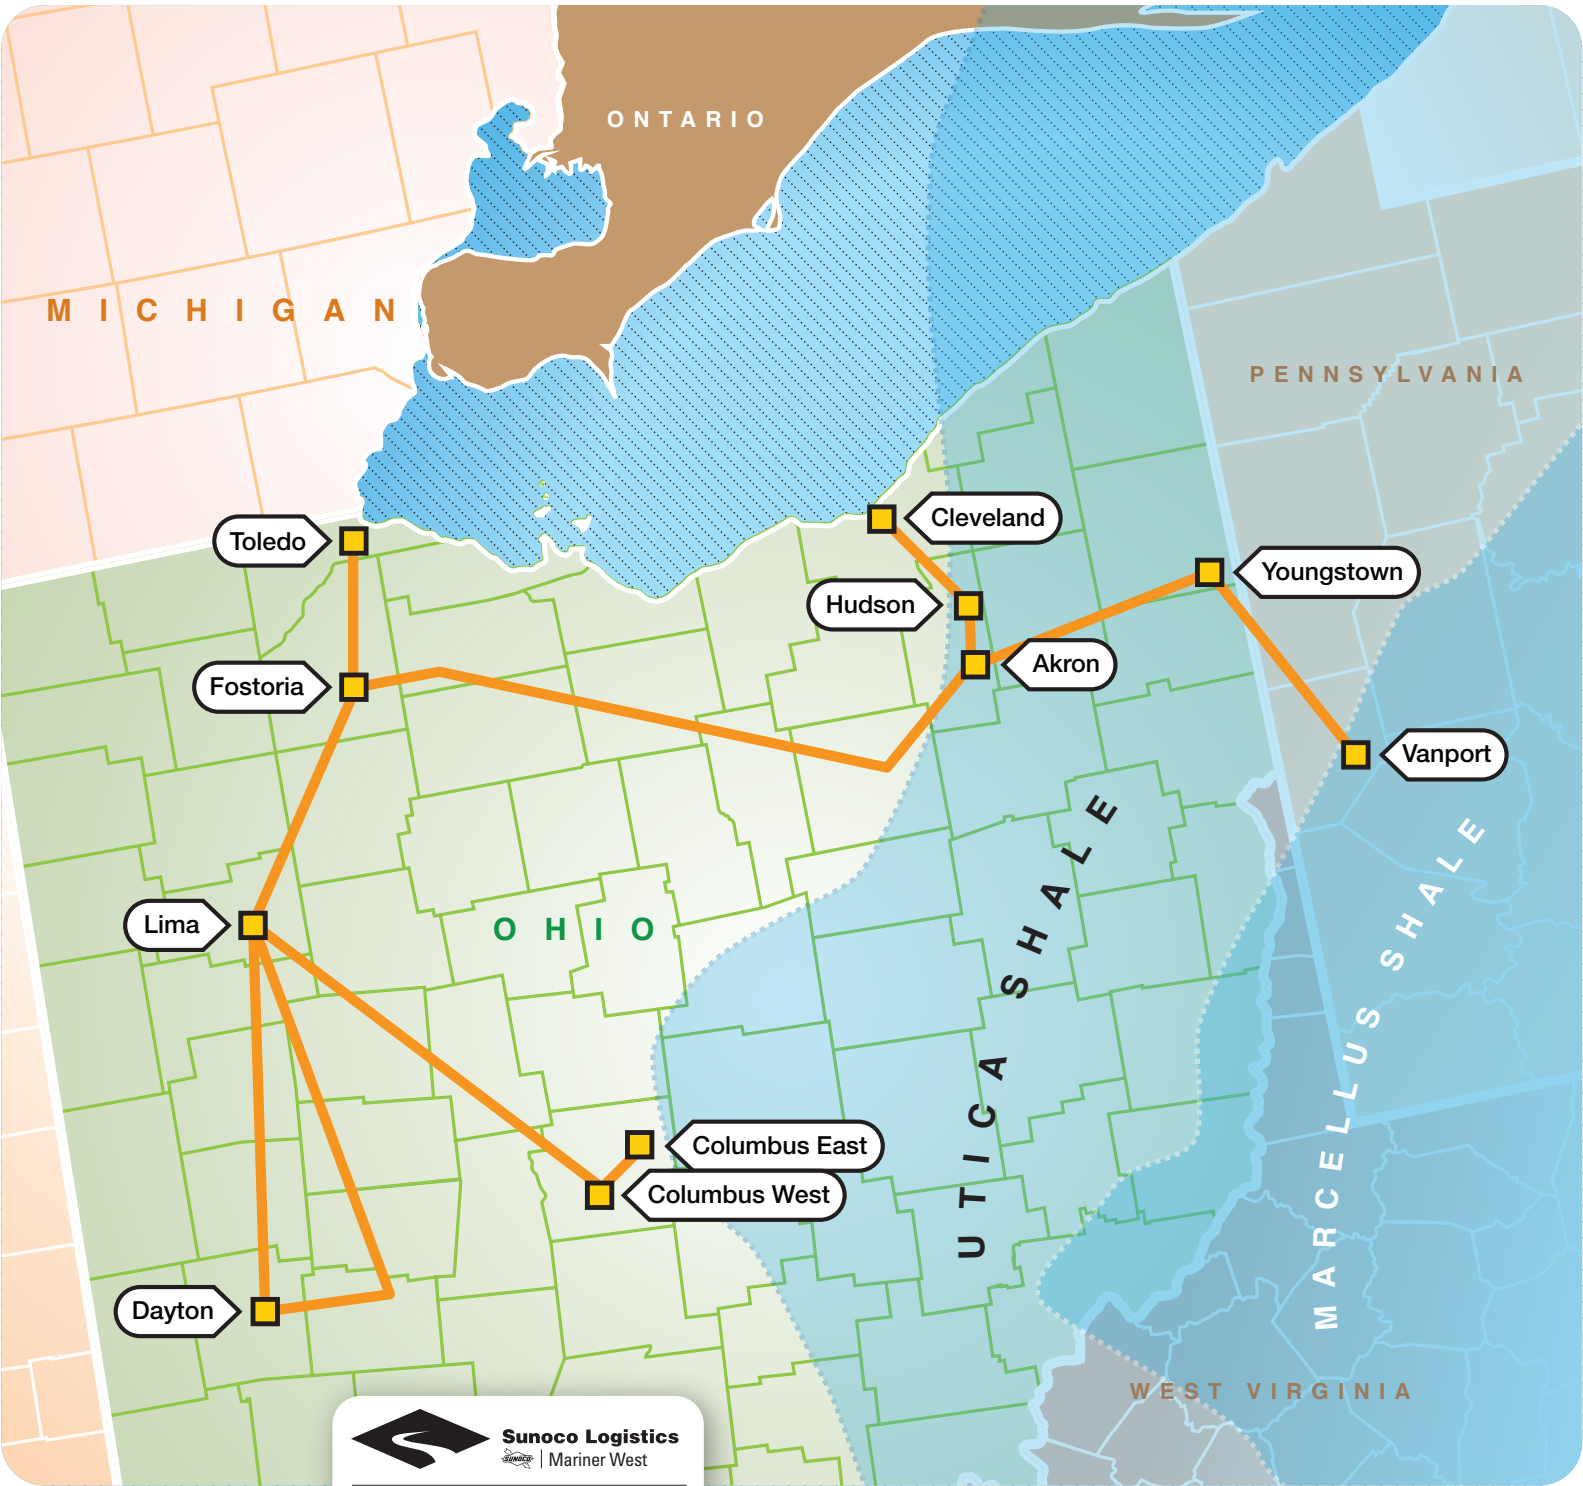 ONTARIO
MICHIGAN
PENNSYLVANIA
Toledo
Cleveland
Youngstown
Hudson
Akron
Fostoria
Vanport
UTICA SHALE
MARCELLUS SHALE
Lima
OHIO
Columbus East
Columbus West
Dayton
WEST VIRGINIA
Sunoco Logistics
SUNOCO | Mariner West